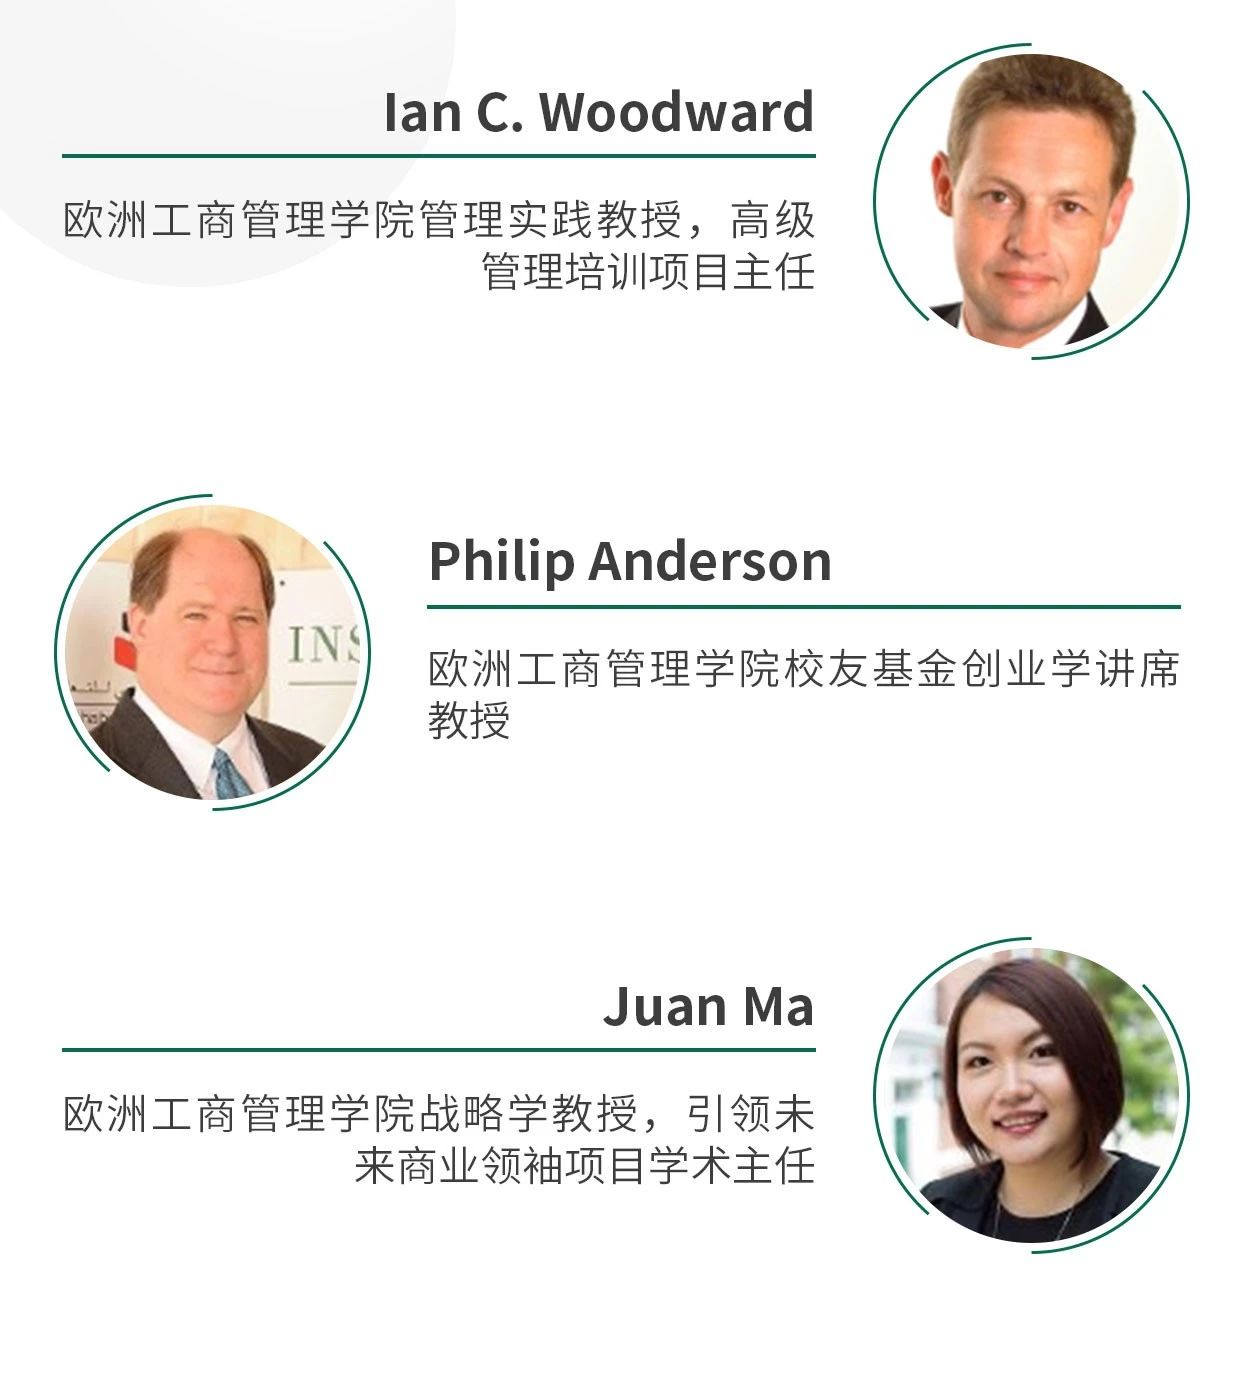 Ian C. Woodward
欧洲工商管理学院管理实践教授，高级
管理培训项目主任
INS
Philip Anderson
欧洲工商管理学院校友基金创业学讲席
教授
Juan Ma
欧洲工商管理学院战略学教授，引领未
来商业领袖项目学术主任